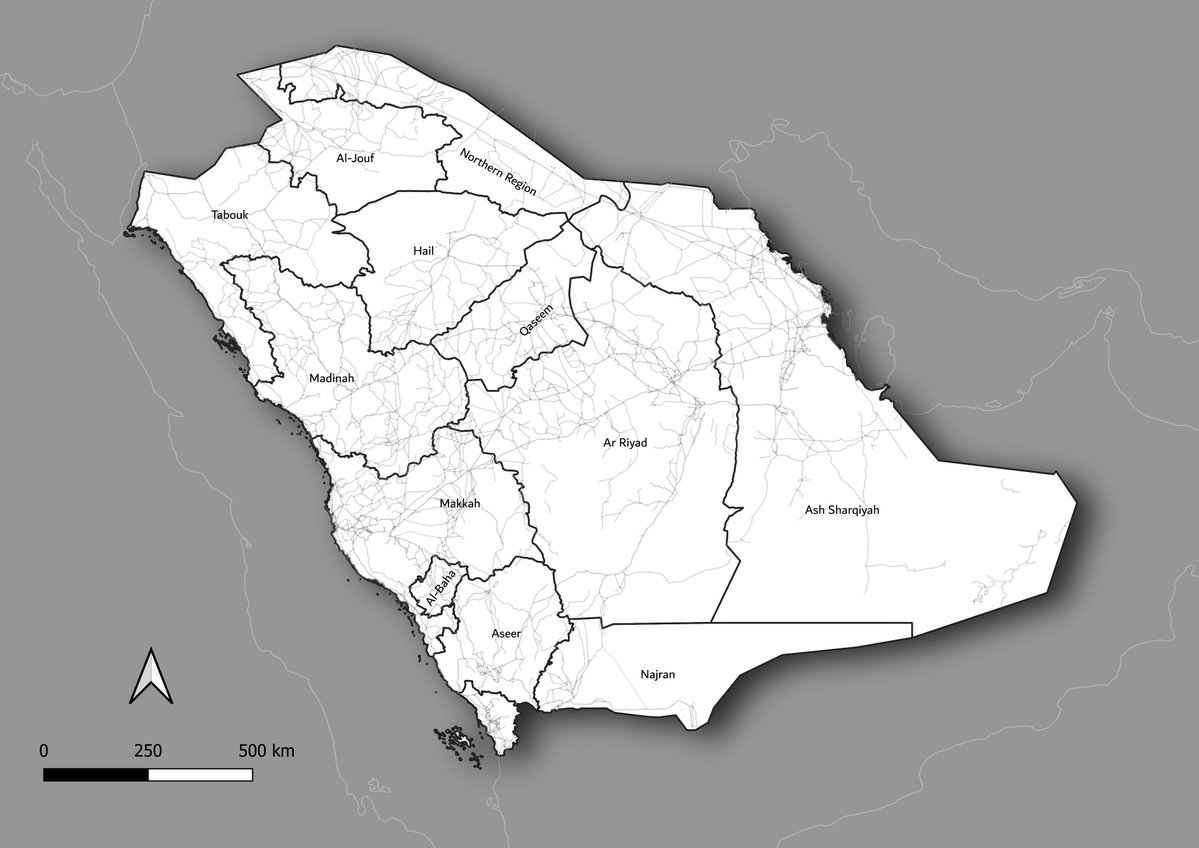 Al-Jouf
Northern Region
Tabouk
Hail
Qaseem
Madinah
Ar Riyad
Makkah
Ash Sharqiyah
Al-Baha
Aseer
Najran
0 250 500 km